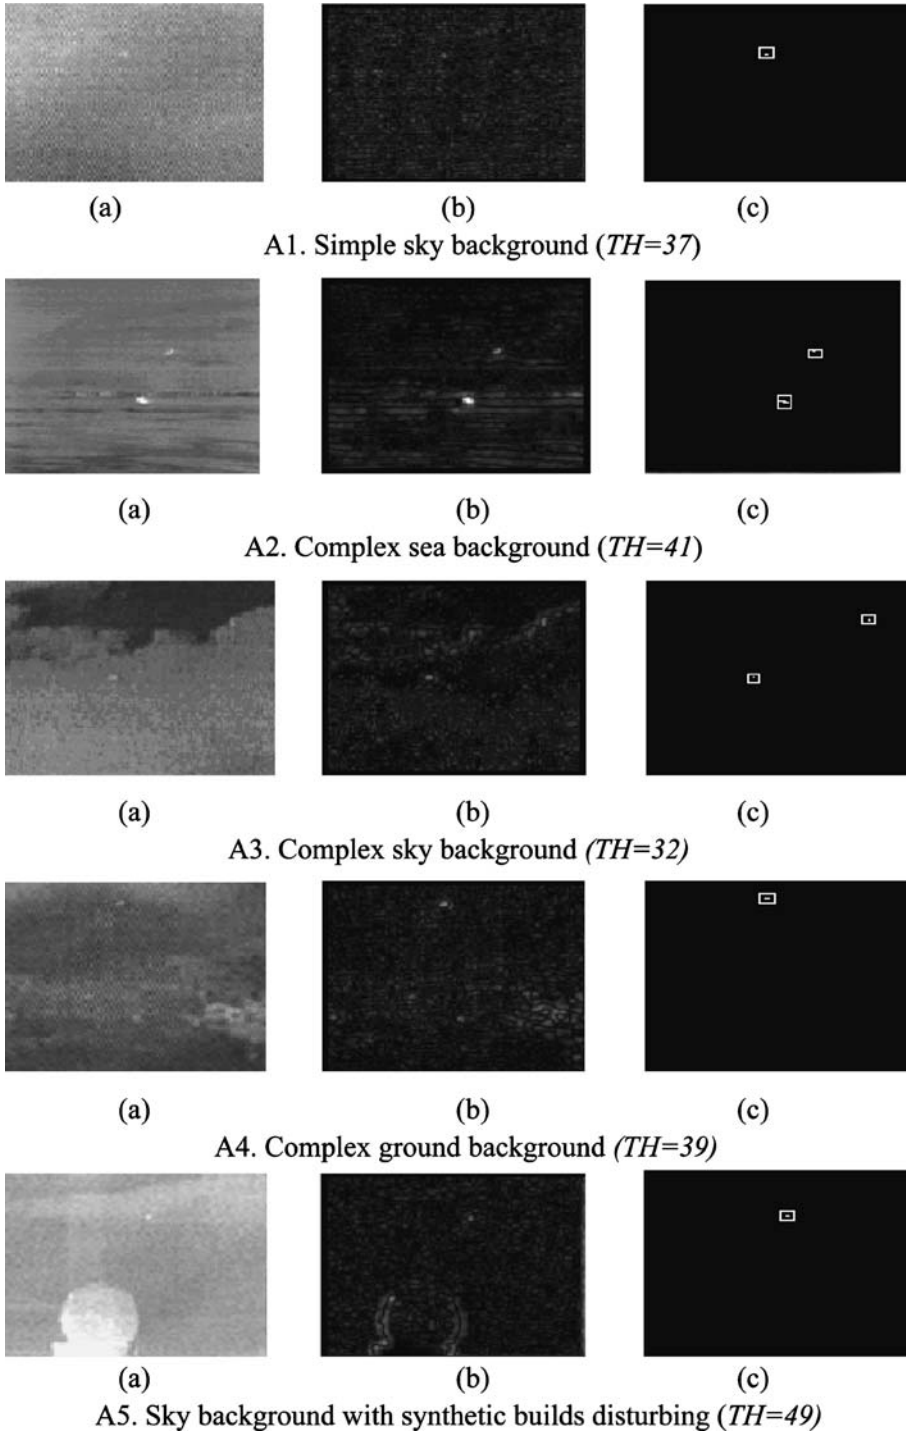 (a) (b) (c)
A1. Simple sky background (TH=37)
(a) (b) (c)
A2. Complex sea background (TH=41)
(a) (b) (c)
A3. Complex sky background (TH=32)
(a) (b) (c)
A4. Complex ground background (TH=39)
(a) (b) (c)
A5. Sky background with synthetic builds disturbing (TH=49)